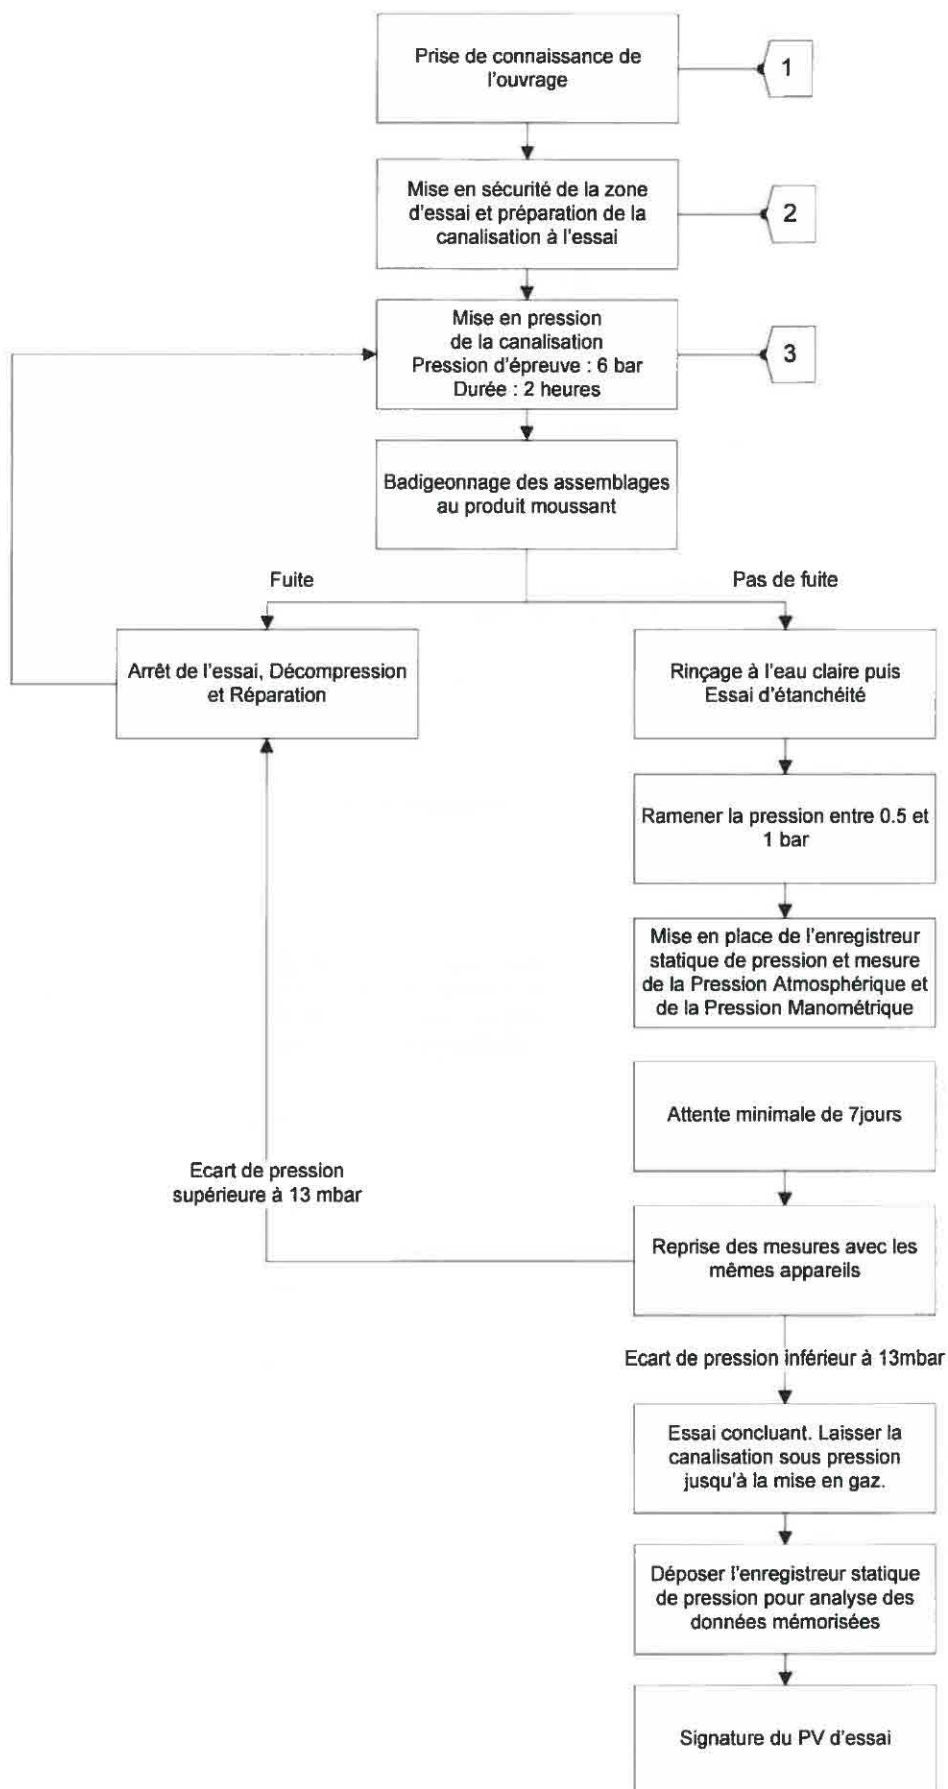 Prise de connaissance de
l'ouvrage
1
Mise en sécurité de la zone
d'essai et préparation de la
canalisation à l'essai
2
Mise en pression
de la canalisation
Pression d'épreuve : 6 bar
Durée : 2 heures
3
Badigeonnage des assemblages
au produit moussant
Fuite
Pas de fuite
Arrêt de l'essai, Décompression
et Réparation
Rinçage à l'eau claire puis
Essai d'étanchéité
Ramener la pression entre 0.5 et
1 bar
Mise en place de l'enregistreur
statique de pression et mesure
de la Pression Atmosphérique et
de la Pression Manométrique
Attente minimale de 7jours
Ecart de pression
supérieure à 13 mbar
Reprise des mesures avec les
mêmes appareils
Ecart de pression inférieur à 13mbar
Essai concluant. Laisser la
canalisation sous pression
jusqu'à la mise en gaz.
Déposer l'enregistreur statique
de pression pour analyse des
données mémorisées
Signature du PV d'essai